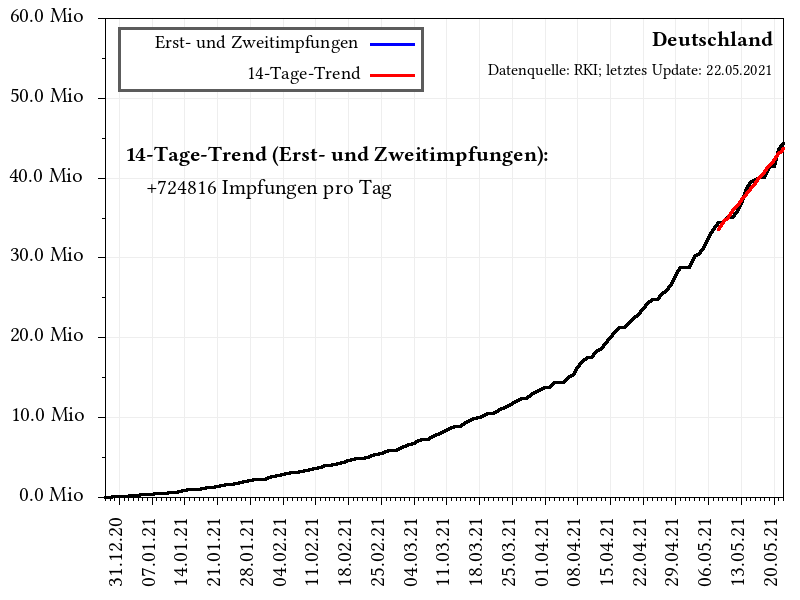 60.0 Mio
50.0 Mio
40.0 Mio
30.0 Mio
20.0 Mio
10.0 Mio
0.0 Mio
Erst- und Zweitimpfungen
14-Tage-Trend
Deutschland
Datenquelle: RKI; letztes Update: 22.05.2021
14-Tage-Trend (Erst- und Zweitimpfungen):
+724816 Impfungen pro Tag
31.12.20
07.01.21
14.01.21
21.01.21
28.01.21
04.02.21
11.02.21
18.02.21
25.02.21
04.03.21
11.03.21
18.03.21
25.03.21
01.04.21
08.04.21
15.04.21
22.04.21
29.04.21
06.05.21
13.05.21
20.05.21